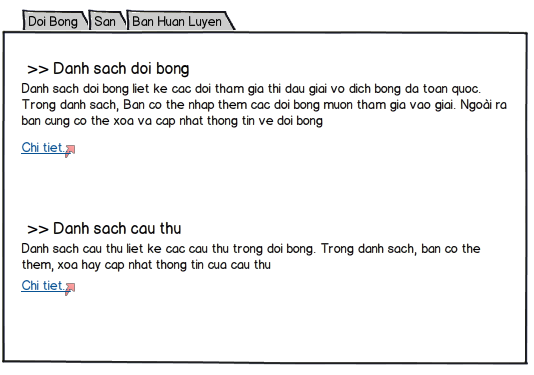 Doi Bong San Ban Huan Luyen
>> Danh sach doi bong
Danh sach doi bong liet ke cac doi tham gia thi dau giai vo dich bong da toan quoc.
Trong danh sach, Ban co the nhap them cac doi bong muon tham gia vao giai. Ngoài ra
ban cung co the xoa va cap nhat thong tin ve doi bong
Chi tiet..
>> Danh sach cau thu
Danh sach cau thu liet ke cac cau thu trong doi bong. Trong danh sach, ban co the
them, xoa hay cap nhat thong tin cua cau thu
Chi tiet..